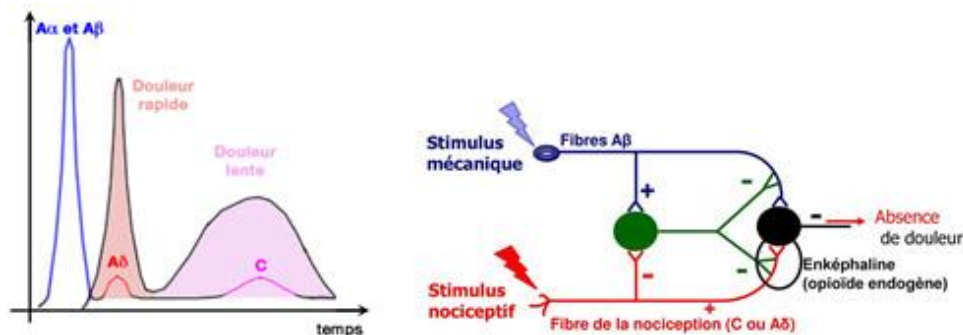 Aα et Aβ
Douleur
rapide
Douleur
lente
Aδ
C
temps
Stimulus
mécanique
Fibres Aβ
+
-
-
-
-
+
Stimulus
nociceptif
Fibre de la nociception (C ou Aδ)
Absence
de douleur
Enképhaline
(opioïde endogène)